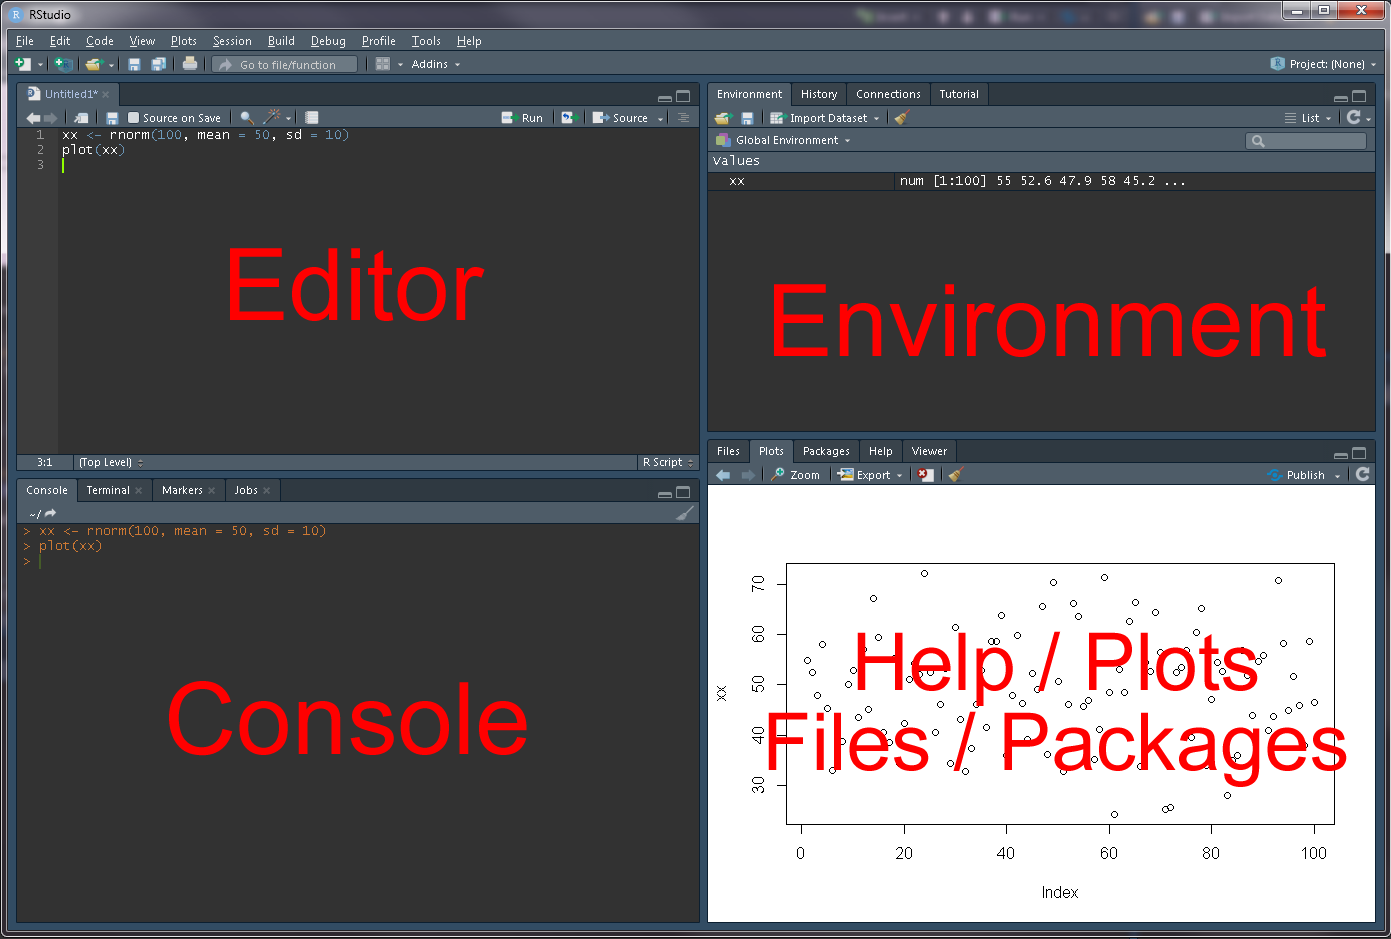 RStudio
File Edit Code View Plots Session Build Debug Profile Tools Help
Go to file/function Addins Project: (None)
Untitled1*
Source on Save Run Source
1 xx <- rnorm(100, mean = 50, sd = 10)
2 plot(xx)
3
Editor
3:1 (Top Level) R Script
Console Terminal Markers Jobs
~/
> xx <- rnorm(100, mean = 50, sd = 10)
> plot(xx)
>
Console
Environment History Connections Tutorial
Import Dataset List
Global Environment
Values
xx num [1:100] 55 52.6 47.9 58 45.2 ...
Environment
Files Plots Packages Help Viewer
Zoom Export Publish
70
60
50
40
30
xx
Help / Plots
Files / Packages
0 20 40 60 80 100
Index